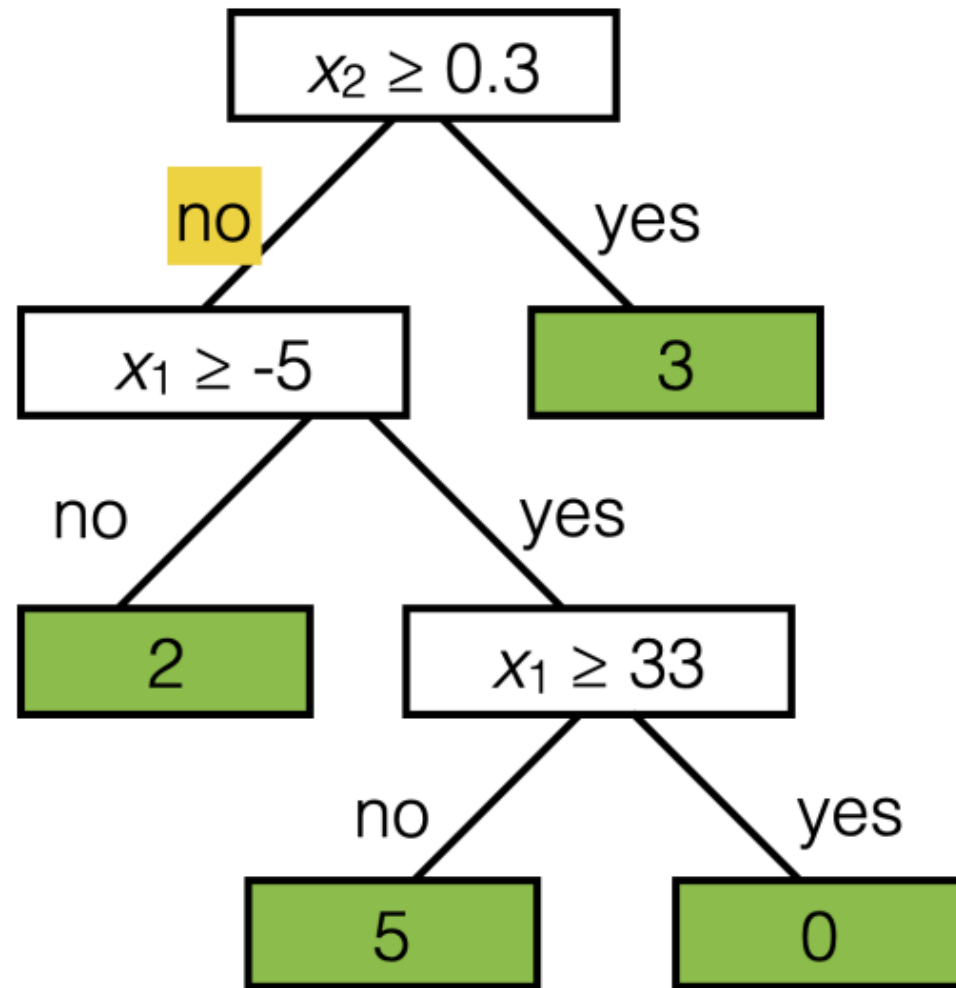 x₂ ≥ 0.3
no
yes
x₁ ≥ -5
3
no
yes
2
x₁ ≥ 33
no
yes
5
0